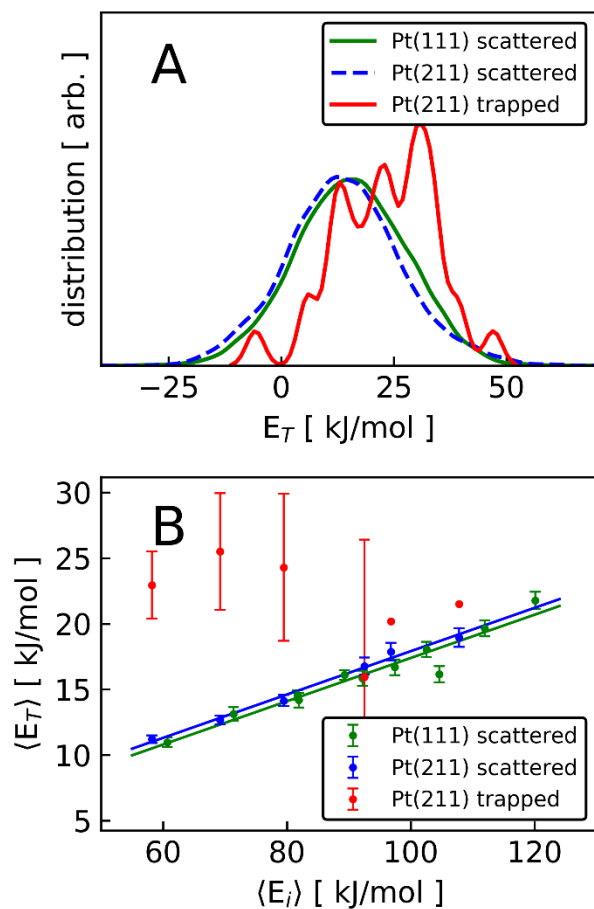 A
Pt(111) scattered
Pt(211) scattered
Pt(211) trapped
distribution [ arb. ]
−25 0 25 50
E_T [ kJ/mol ]
B
30
25
20
15
10
5
⟨E_T⟩ [ kJ/mol ]
Pt(111) scattered
Pt(211) scattered
Pt(211) trapped
60 80 100 120
⟨E_i⟩ [ kJ/mol ]